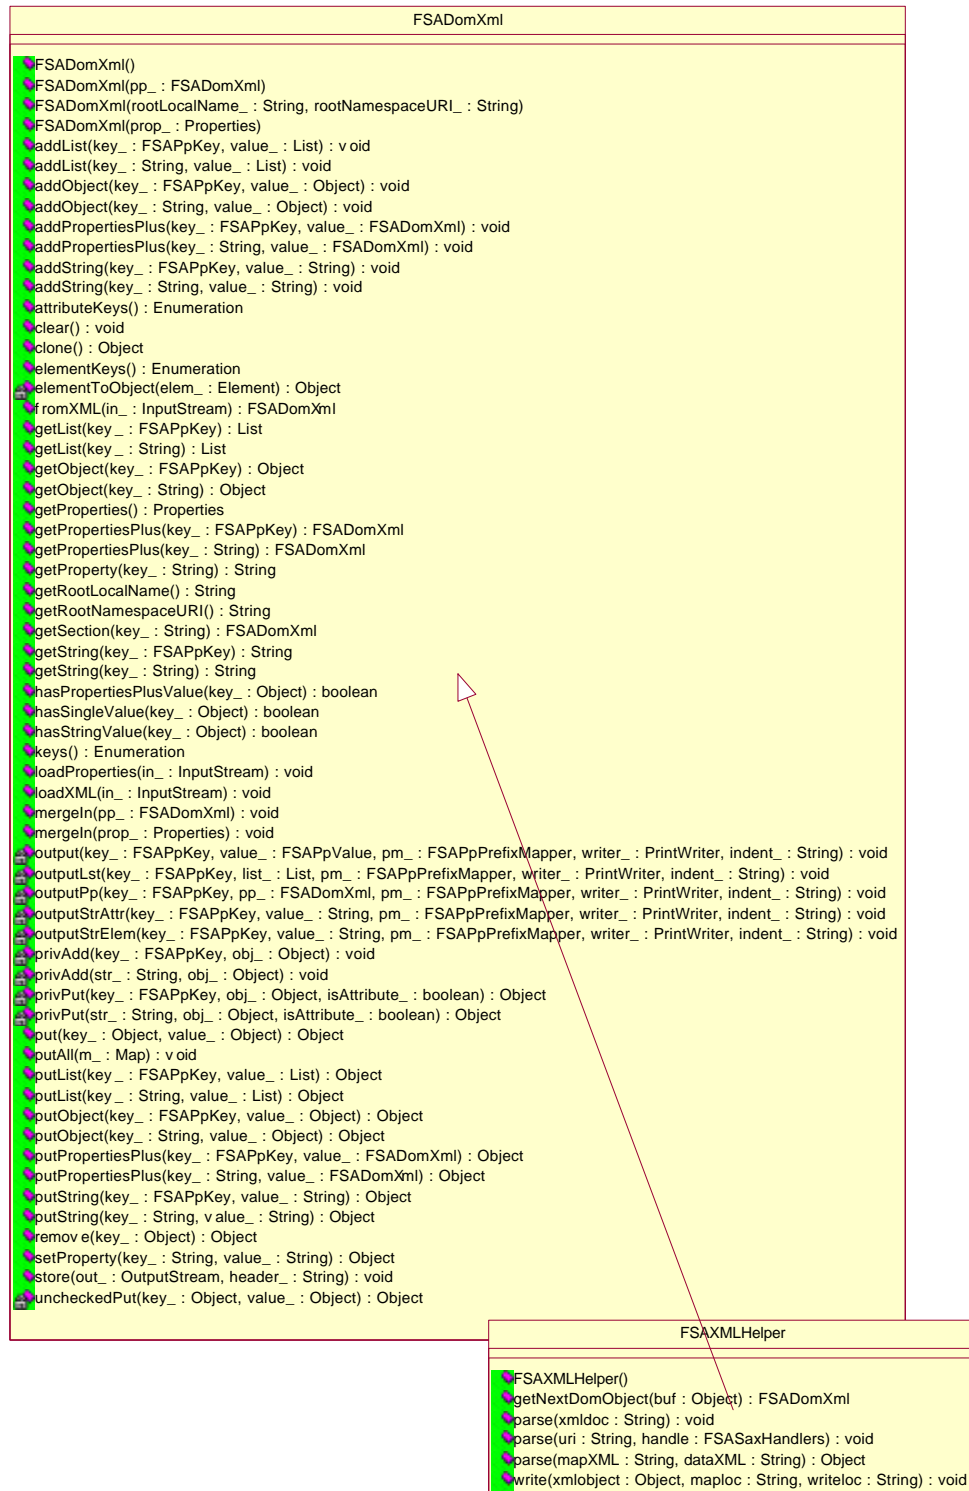 FSADomXml
FSADomXml()
FSADomXml(pp_ : FSADomXml)
FSADomXml(rootLocalName_ : String, rootNamespaceURI_ : String)
FSADomXml(prop_ : Properties)
addList(key_ : FSAPpKey, value_ : List) : void
addList(key_ : String, value_ : List) : void
addObject(key_ : FSAPpKey, value_ : Object) : void
addObject(key_ : String, value_ : Object) : void
addPropertiesPlus(key_ : FSAPpKey, value_ : FSADomXml) : void
addPropertiesPlus(key_ : String, value_ : FSADomXml) : void
addString(key_ : FSAPpKey, value_ : String) : void
addString(key_ : String, value_ : String) : void
attributeKeys() : Enumeration
clear() : void
clone() : Object
elementKeys() : Enumeration
elementToObject(elem_ : Element) : Object
fromXML(in_ : InputStream) : FSADomXml
getList(key_ : FSAPpKey) : List
getList(key_ : String) : List
getObject(key_ : FSAPpKey) : Object
getObject(key_ : String) : Object
getProperties() : Properties
getPropertiesPlus(key_ : FSAPpKey) : FSADomXml
getPropertiesPlus(key_ : String) : FSADomXml
getProperty(key_ : String) : String
getRootLocalName() : String
getRootNamespaceURI() : String
getSection(key_ : String) : FSADomXml
getString(key_ : FSAPpKey) : String
getString(key_ : String) : String
hasPropertiesPlusValue(key_ : Object) : boolean
hasSingleValue(key_ : Object) : boolean
hasStringValue(key_ : Object) : boolean
keys() : Enumeration
loadProperties(in_ : InputStream) : void
loadXML(in_ : InputStream) : void
mergeIn(pp_ : FSADomXml) : void
mergeIn(prop_ : Properties) : void
output(key_ : FSAPpKey, value_ : FSAPpValue, pm_ : FSAPpPrefixMapper, writer_ : PrintWriter, indent_ : String) : void
outputLst(key_ : FSAPpKey, list_ : List, pm_ : FSAPpPrefixMapper, writer_ : PrintWriter, indent_ : String) : void
outputPp(key_ : FSAPpKey, pp_ : FSADomXml, pm_ : FSAPpPrefixMapper, writer_ : PrintWriter, indent_ : String) : void
outputStrAttr(key_ : FSAPpKey, value_ : String, pm_ : FSAPpPrefixMapper, writer_ : PrintWriter, indent_ : String) : void
outputStrElem(key_ : FSAPpKey, value_ : String, pm_ : FSAPpPrefixMapper, writer_ : PrintWriter, indent_ : String) : void
privAdd(key_ : FSAPpKey, obj_ : Object) : void
privAdd(str_ : String, obj_ : Object) : void
privPut(key_ : FSAPpKey, obj_ : Object, isAttribute_ : boolean) : Object
privPut(str_ : String, obj_ : Object, isAttribute_ : boolean) : Object
put(key_ : Object, value_ : Object) : Object
putAll(m_ : Map) : void
putList(key_ : FSAPpKey, value_ : List) : Object
putList(key_ : String, value_ : List) : Object
putObject(key_ : FSAPpKey, value_ : Object) : Object
putObject(key_ : String, value_ : Object) : Object
putPropertiesPlus(key_ : FSAPpKey, value_ : FSADomXml) : Object
putPropertiesPlus(key_ : String, value_ : FSADomXml) : Object
putString(key_ : FSAPpKey, value_ : String) : Object
putString(key_ : String, value_ : String) : Object
remove(key_ : Object) : Object
setProperty(key_ : String, value_ : String) : Object
store(out_ : OutputStream, header_ : String) : void
uncheckedPut(key_ : Object, value_ : Object) : Object
FSAXMLHelper
FSAXMLHelper()
getNextDomObject(buf : Object) : FSADomXml
parse(xmldoc : String) : void
parse(uri : String, handle : FSASaxHandlers) : void
parse(mapXML : String, dataXML : String) : Object
write(xmlobject : Object, maploc : String, writeloc : String) : void